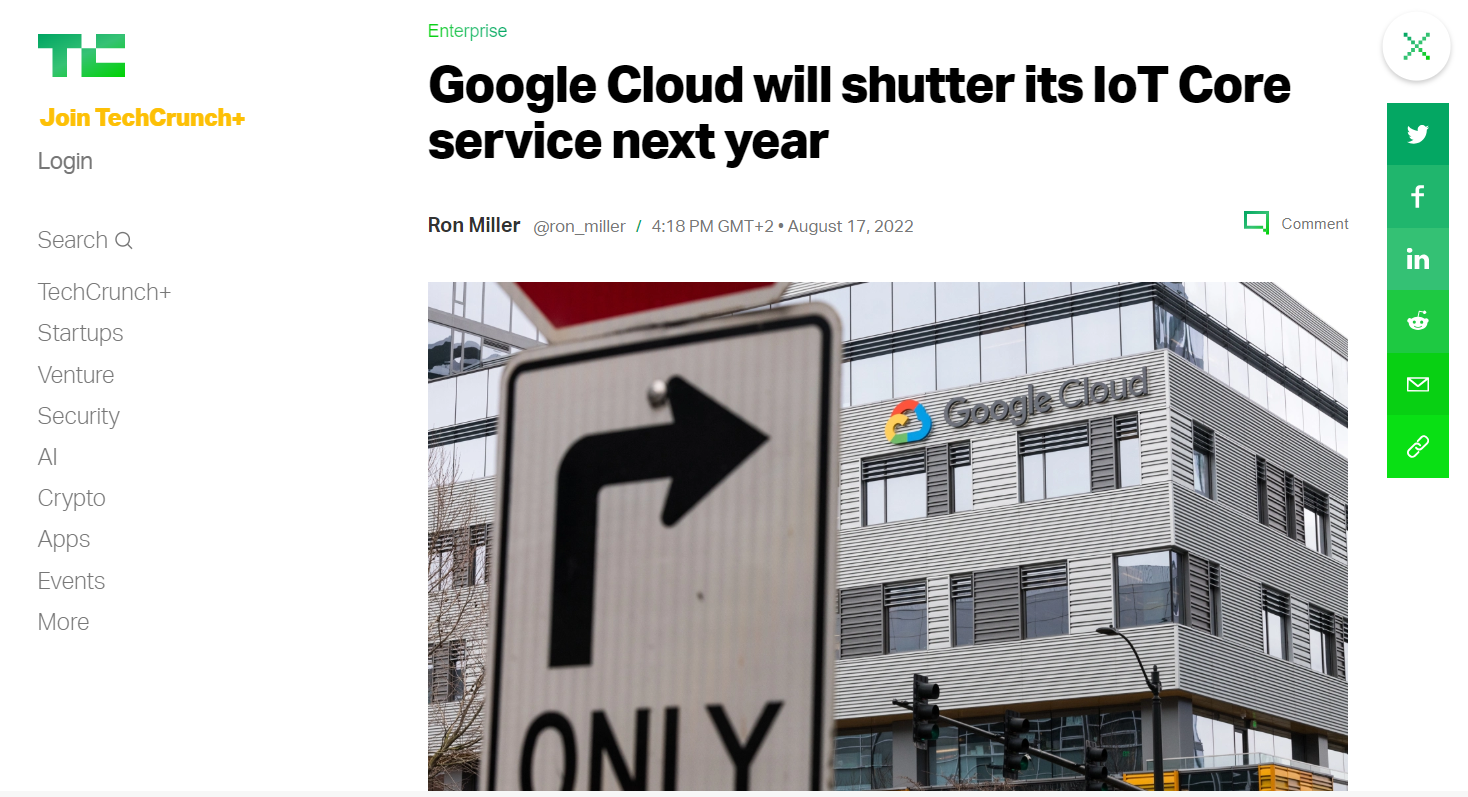 TC
Join TechCrunch+
Login
Search
TechCrunch+
Startups
Venture
Security
AI
Crypto
Apps
Events
More
Enterprise
Google Cloud will shutter its IoT Core
service next year
Ron Miller @ron_miller / 4:18 PM GMT+2 • August 17, 2022
Comment
Google Cloud
ONLY
f
in